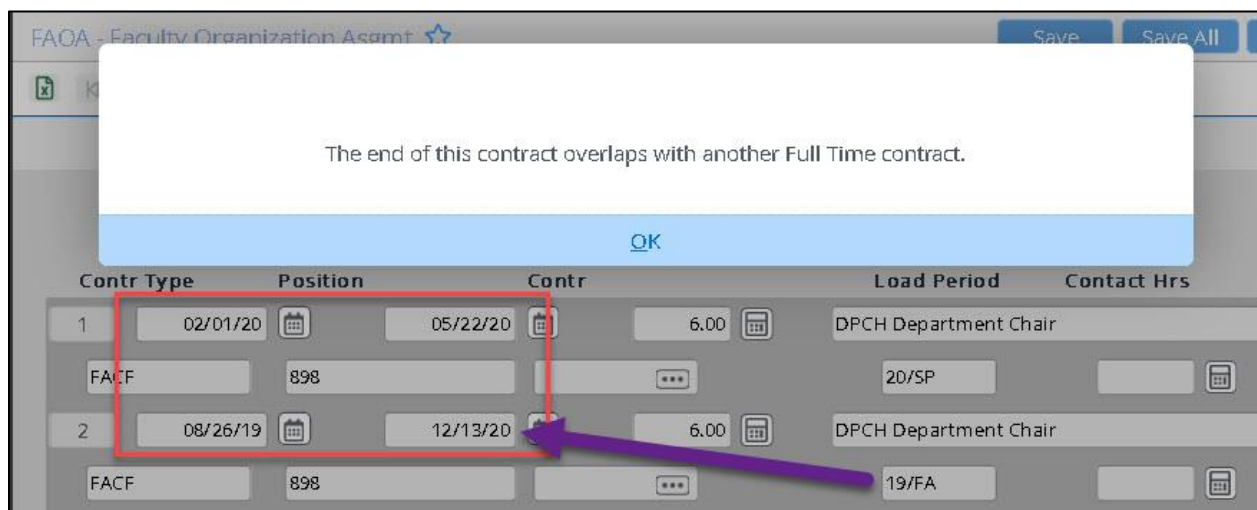 FAOA - Faculty Organization Asgmt Save Save All
The end of this contract overlaps with another Full Time contract.
OK
Contr Type Position Contr Load Period Contact Hrs
1 02/01/20 05/22/20 6.00 DPCH Department Chair
FACF 898 20/SP
2 08/26/19 12/13/20 6.00 DPCH Department Chair
FACF 898 19/FA